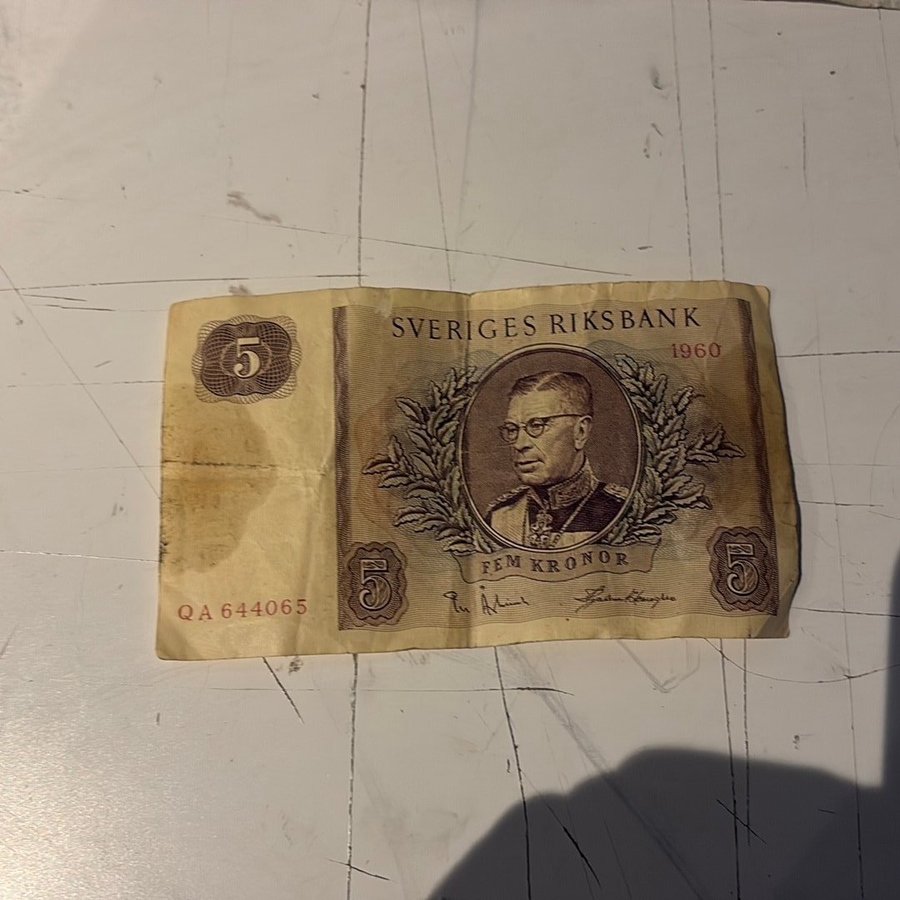 SVERIGES RIKSBANK
5
1960
FEM KRONOR
5
5
QA 644065